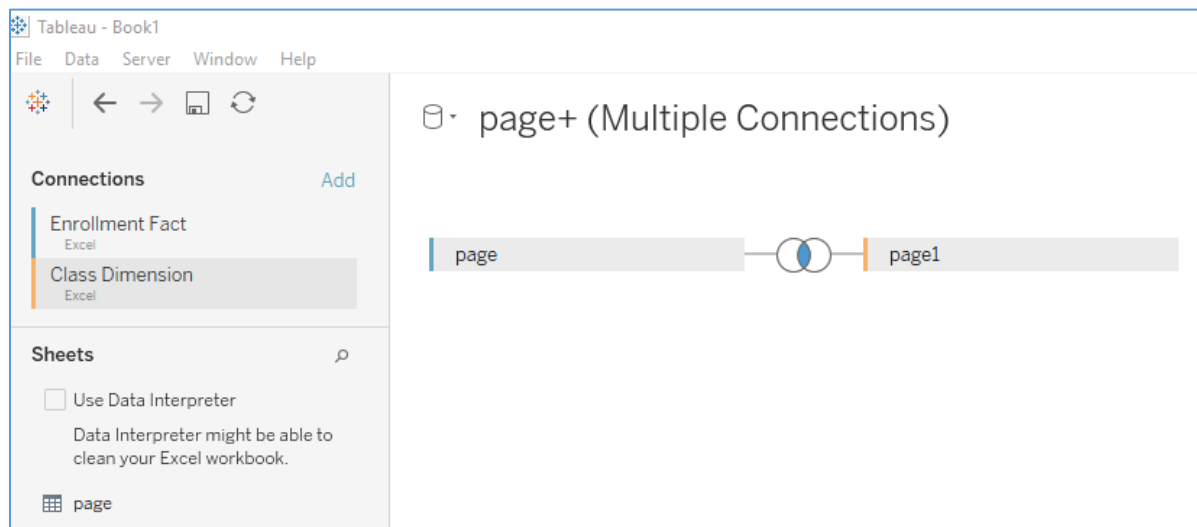 Tableau - Book1
File Data Server Window Help
Connections Add
Enrollment Fact
Excel
Class Dimension
Excel
Sheets
Use Data Interpreter
Data Interpreter might be able to
clean your Excel workbook.
page
page+ (Multiple Connections)
page page1